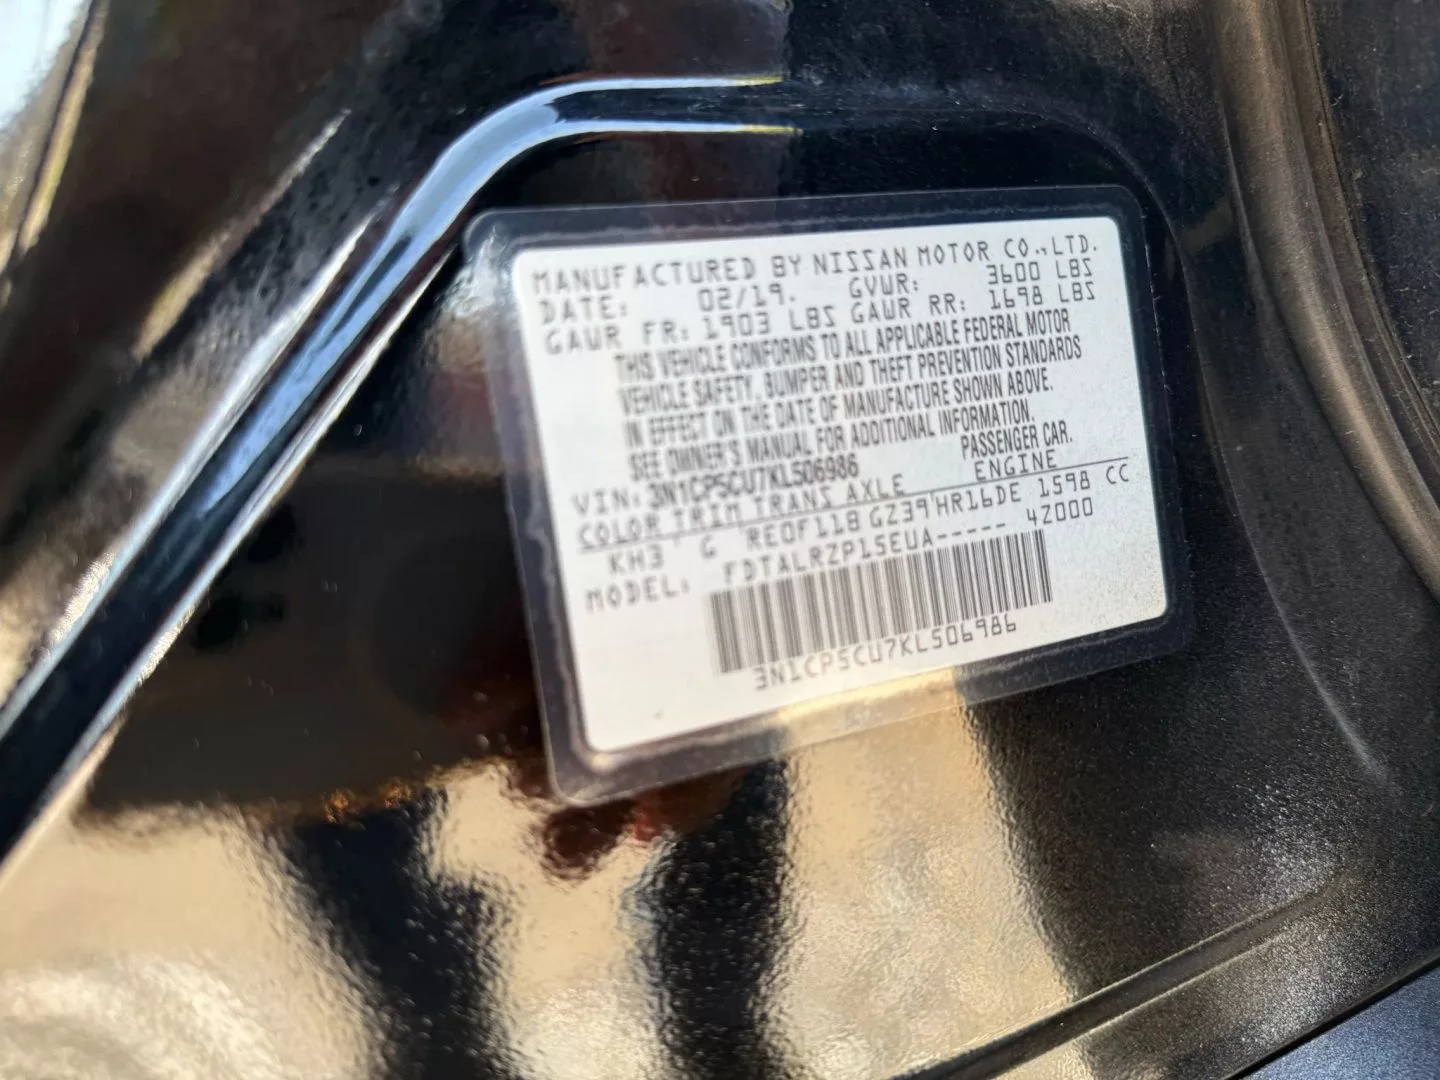 MANUFACTURED BY NISSAN MOTOR CO.,LTD.
DATE: 02/19. GVWR: 3600 LBS
GAWR FR: 1903 LBS GAWR RR: 1698 LBS
THIS VEHICLE CONFORMS TO ALL APPLICABLE FEDERAL MOTOR
VEHICLE SAFETY, BUMPER AND THEFT PREVENTION STANDARDS
IN EFFECT ON THE DATE OF MANUFACTURE SHOWN ABOVE.
SEE OWNER'S MANUAL FOR ADDITIONAL INFORMATION.
VIN: 3N1CP5CU7KL506986 PASSENGER CAR.
COLOR TRIM TRANS AXLE ENGINE
KH3 G RE0F11B GZ39 HR16DE 1598 CC
MODEL: FDTALRZP15EUA----- 4Z000
3N1CP5CU7KL506986